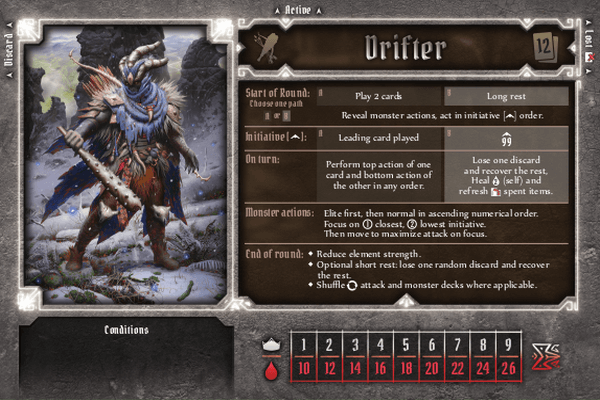 Active
Discard
Lost
Drifter
12
Start of Round:
Choose one path
or
Play 2 cards
Long rest
Reveal monster actions, act in initiative [ ] order.
Initiative [ ]:
Leading card played
99
On turn:
Perform top action of one
card and bottom action of
the other in any order.
Lose one discard
and recover the rest,
Heal (self) and
refresh spent items.
Monster actions:
Elite first, then normal in ascending numerical order.
Focus on ① closest, ② lowest initiative.
Then move to maximize attack on focus.
End of round:
◆ Reduce element strength.
◆ Optional short rest: lose one random discard and recover
the rest.
◆ Shuffle attack and monster decks where applicable.
Conditions
1 2 3 4 5 6 7 8 9
10 12 14 16 18 20 22 24 26